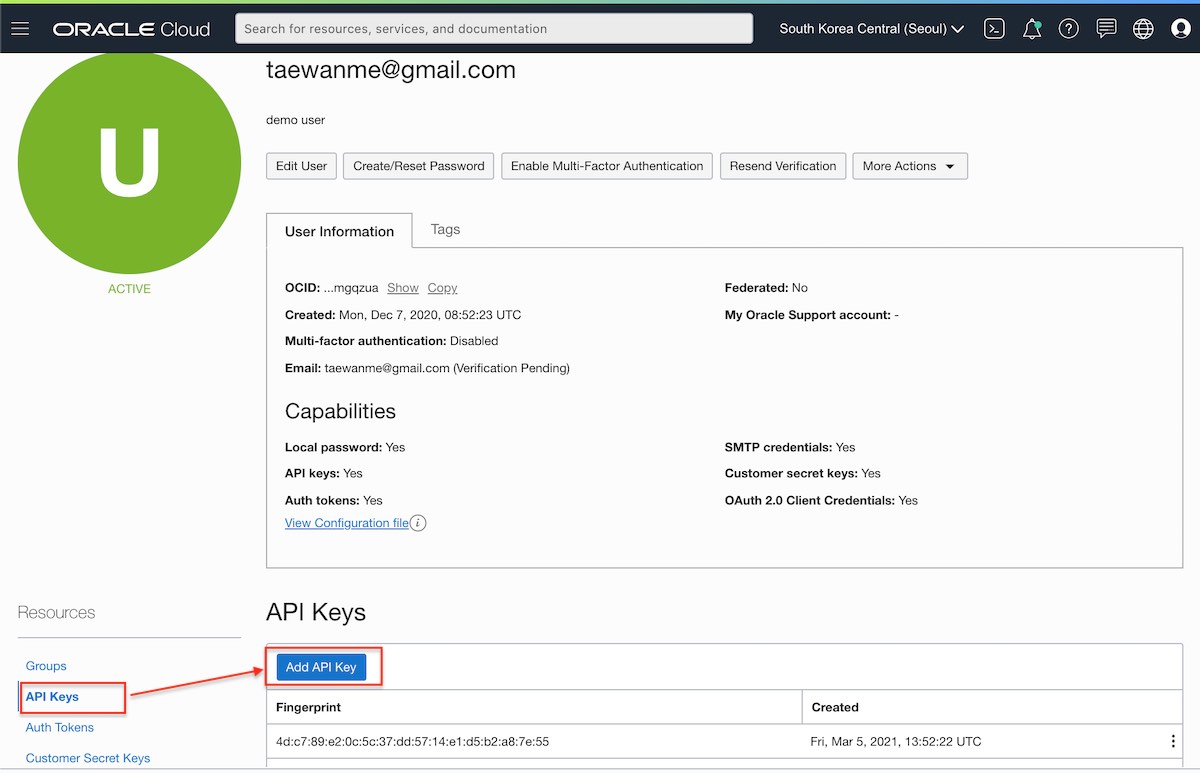 ORACLE Cloud
Search for resources, services, and documentation
South Korea Central (Seoul)
taewanme@gmail.com
demo user
Edit User
Create/Reset Password
Enable Multi-Factor Authentication
Resend Verification
More Actions
U
ACTIVE
User Information
Tags
OCID: ...mgqzua Show Copy
Created: Mon, Dec 7, 2020, 08:52:23 UTC
Multi-factor authentication: Disabled
Email: taewanme@gmail.com (Verification Pending)
Federated: No
My Oracle Support account: -
Capabilities
Local password: Yes
API keys: Yes
Auth tokens: Yes
View Configuration file i
SMTP credentials: Yes
Customer secret keys: Yes
OAuth 2.0 Client Credentials: Yes
Resources
Groups
API Keys
Auth Tokens
Customer Secret Keys
API Keys
Add API Key
Fingerprint
Created
4d:c7:89:e2:0c:5c:37:dd:57:14:e1:d5:b2:a8:7e:55
Fri, Mar 5, 2021, 13:52:22 UTC